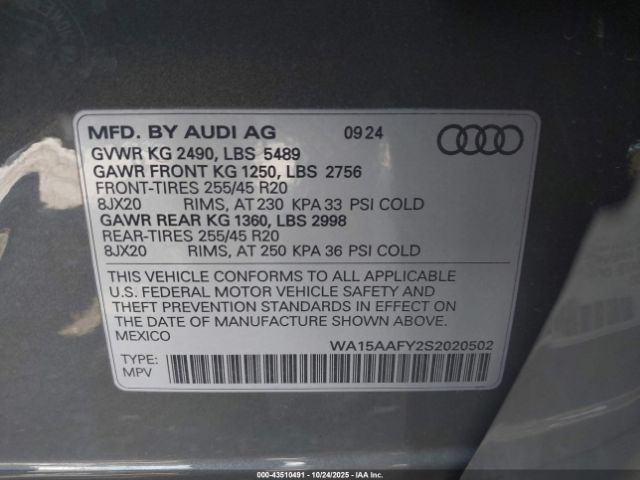 MFD. BY AUDI AG 09 24
GVWR KG 2490, LBS 5489
GAWR FRONT KG 1250, LBS 2756
FRONT-TIRES 255/45 R20
8JX20 RIMS, AT 230 KPA 33 PSI COLD
GAWR REAR KG 1360, LBS 2998
REAR-TIRES 255/45 R20
8JX20 RIMS, AT 250 KPA 36 PSI COLD
THIS VEHICLE CONFORMS TO ALL APPLICABLE
U.S. FEDERAL MOTOR VEHICLE SAFETY AND
THEFT PREVENTION STANDARDS IN EFFECT ON
THE DATE OF MANUFACTURE SHOWN ABOVE.
MEXICO
WA15AAFY2S2020502
TYPE:
MPV
IAA - 43510491 - 10/24/2025 - IAAI.COM